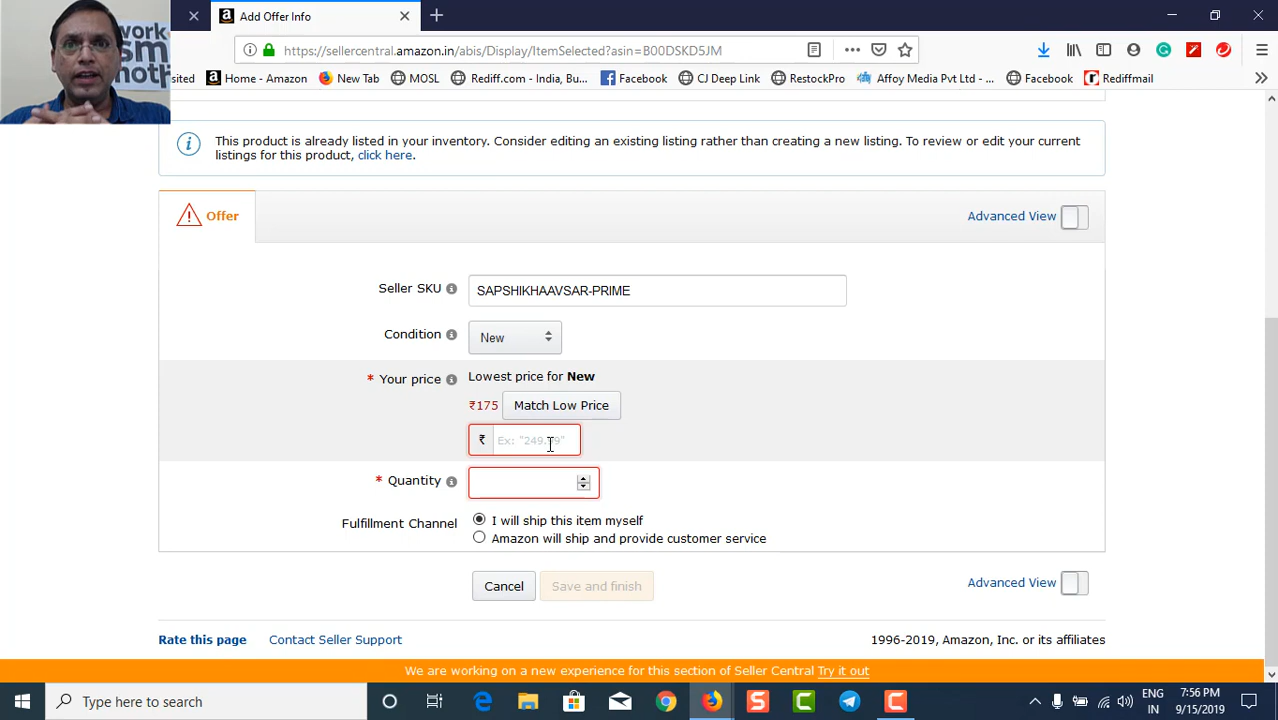 work
sm
noth
Add Offer Info
https://sellercentral.amazon.in/abis/Display/ItemSelected?asin=B00DSKD5JM
sited
Home - Amazon
New Tab
MOSL
Rediff.com - India, Bu...
Facebook
CJ Deep Link
RestockPro
Affoy Media Pvt Ltd - ...
Facebook
Rediffmail
This product is already listed in your inventory. Consider editing an existing listing rather than creating a new listing. To review or edit your current
listings for this product, click here.
Offer
Advanced View
Seller SKU
SAPSHIKHAAVSAR-PRIME
Condition
New
* Your price
Lowest price for New
₹175
Match Low Price
₹
Ex: "249.99"
* Quantity
Fulfillment Channel
I will ship this item myself
Amazon will ship and provide customer service
Cancel
Save and finish
Advanced View
Rate this page
Contact Seller Support
1996-2019, Amazon, Inc. or its affiliates
We are working on a new experience for this section of Seller Central Try it out
Type here to search
ENG
IN
7:56 PM
9/15/2019